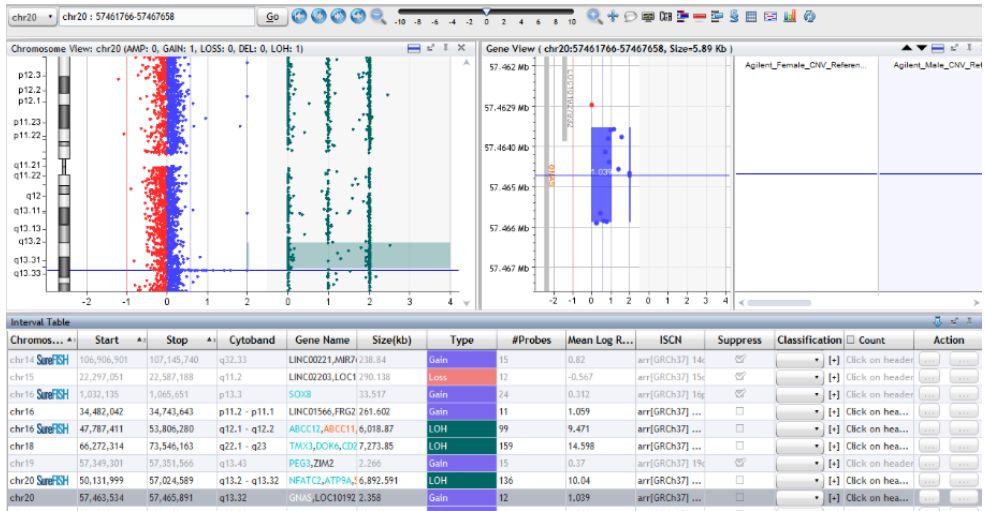 chr20 chr20 : 57461766-57467658 Go -10 -8 -6 -4 -2 0 2 4 6 8 10
Chromosome View: chr20 (AMP: 0, GAIN: 1, LOSS: 0, DEL: 0, LOH: 1)
p12.3
p12.2
p12.1
p11.23
p11.22
q11.21
q11.22
q12
q13.11
q13.13
q13.2
q13.31
q13.33
-2 -1 0 1 2 0 1 2 3 4
Gene View ( chr20:57461766-57467658, Size=5.89 Kb )
57.462 Mb
57.4629 Mb
57.4640 Mb
57.465 Mb
57.466 Mb
57.467 Mb
GNAS
1.039
-2 -1 0 1 2 0 1 2 3 4
Agilent_Female_CNV_Referen... Agilent_Male_CNV_Ref
Interval Table
Chromos... Start Stop Cytoband Gene Name Size(kb) Type #Probes Mean Log R... ISCN Suppress Classification Count Action
chr14 SureFISH 106,906,901 107,145,740 q32.33 LINC00221,MIR7 238.84 Gain 15 0.82 arr[GRCh37] 14 [+] Click on header
chr15 22,297,051 22,587,188 q11.2 LINC02203,LOC1 290.138 Loss 12 -0.567 arr[GRCh37] 15 [+] Click on header
chr16 SureFISH 1,032,135 1,065,651 p13.3 SOX8 33.517 Gain 24 0.312 arr[GRCh37] 16 [+] Click on header
chr16 34,482,042 34,743,643 p11.2 - p11.1 LINC01566,FRG2 261.602 Gain 11 1.059 arr[GRCh37] ... [+] Click on hea...
chr16 SureFISH 47,787,411 53,806,280 q12.1 - q12.2 ABCC12,ABCC11, 6,018.87 LOH 99 9.471 arr[GRCh37] ... [+] Click on hea...
chr18 66,272,314 73,546,163 q22.1 - q23 TMX3,DOK6,CD 7,273.85 LOH 159 14.598 arr[GRCh37] ... [+] Click on hea...
chr19 57,349,301 57,351,566 q13.43 PEG3,ZIM2 2.266 Gain 15 0.37 arr[GRCh37] 19 [+] Click on header
chr20 SureFISH 50,131,999 57,024,589 q13.2 - q13.32 NFATC2,ATP9A, 6,892.591 LOH 136 10.04 arr[GRCh37] ... [+] Click on hea...
chr20 57,463,534 57,465,891 q13.32 GNAS,LOC10192 2.358 Gain 12 1.039 arr[GRCh37] ... [+] Click on hea...